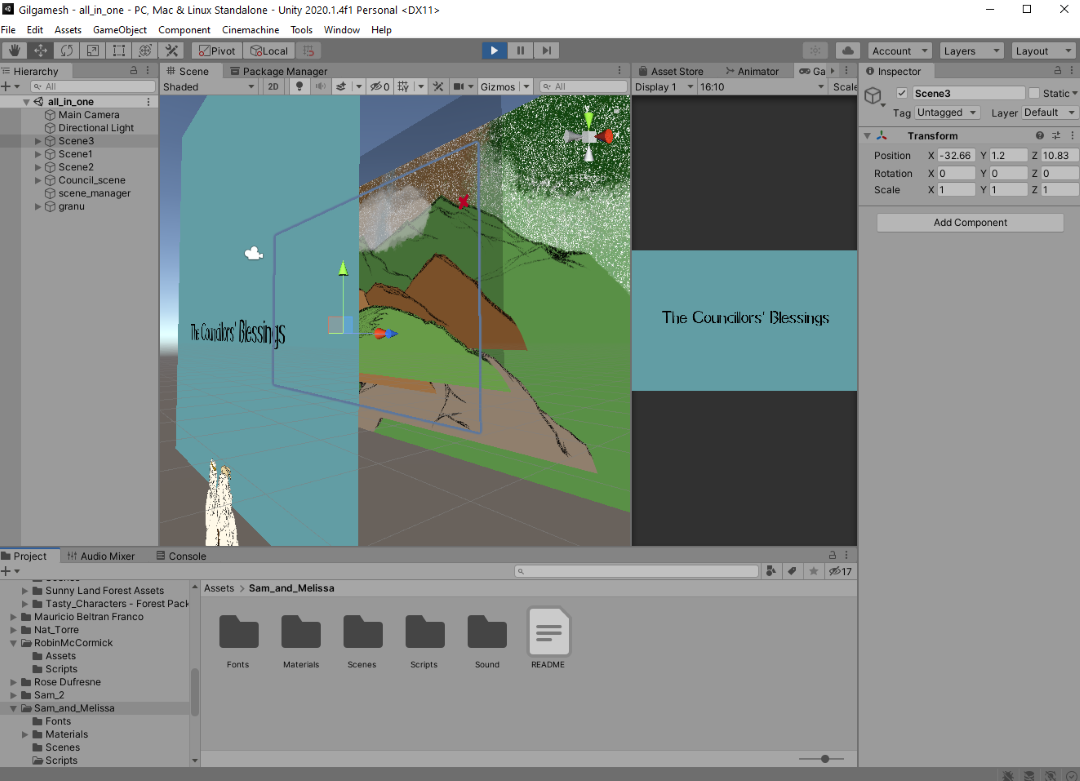 Gilgamesh - all_in_one - PC, Mac & Linux Standalone - Unity 2020.1.4f1 Personal <DX11>
File Edit Assets GameObject Component Cinemachine Tools Window Help
Pivot Local Account Layers Layout
Hierarchy Scene Package Manager Asset Store Animator Ga Inspector
All Shaded 2D 0 Gizmos All Display 1 16:10 Scale Scene3 Static
all_in_one
Main Camera
Directional Light
Scene3
Scene1
Scene2
Council_scene
scene_manager
granu
Tag Untagged Layer Default
Transform
Position X -32.66 Y 1.2 Z 10.83
Rotation X 0 Y 0 Z 0
Scale X 1 Y 1 Z 1
Add Component
The Councillors' Blessings
The Councillors' Blessings
Project Audio Mixer Console
17
Sunny Land Forest Assets
Tasty_Characters - Forest Pack
Mauricio Beltran Franco
Nat_Torre
RobinMcCormick
Assets
Scripts
Rose Dufresne
Sam_2
Sam_and_Melissa
Fonts
Materials
Scenes
Scripts
Assets > Sam_and_Melissa
Fonts Materials Scenes Scripts Sound README